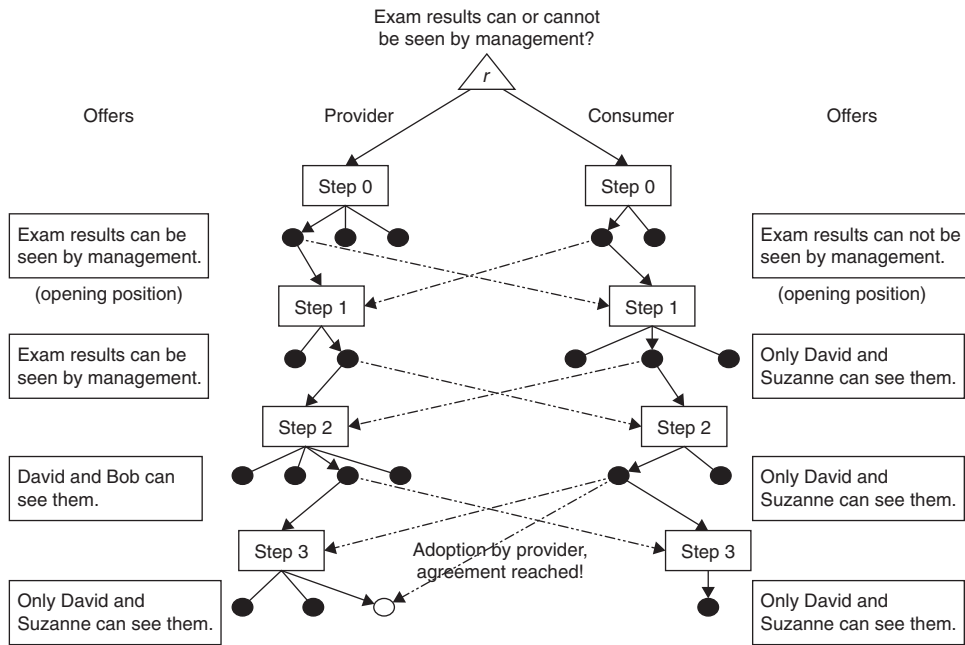 Exam results can or cannot
be seen by management?
r
Offers
Provider
Consumer
Offers
Step 0
Step 0
Exam results can be
seen by management.
(opening position)
Exam results can not be
seen by management.
(opening position)
Step 1
Step 1
Exam results can be
seen by management.
Only David and
Suzanne can see them.
Step 2
Step 2
David and Bob can
see them.
Only David and
Suzanne can see them.
Step 3
Adoption by provider,
agreement reached!
Step 3
Only David and
Suzanne can see them.
Only David and
Suzanne can see them.